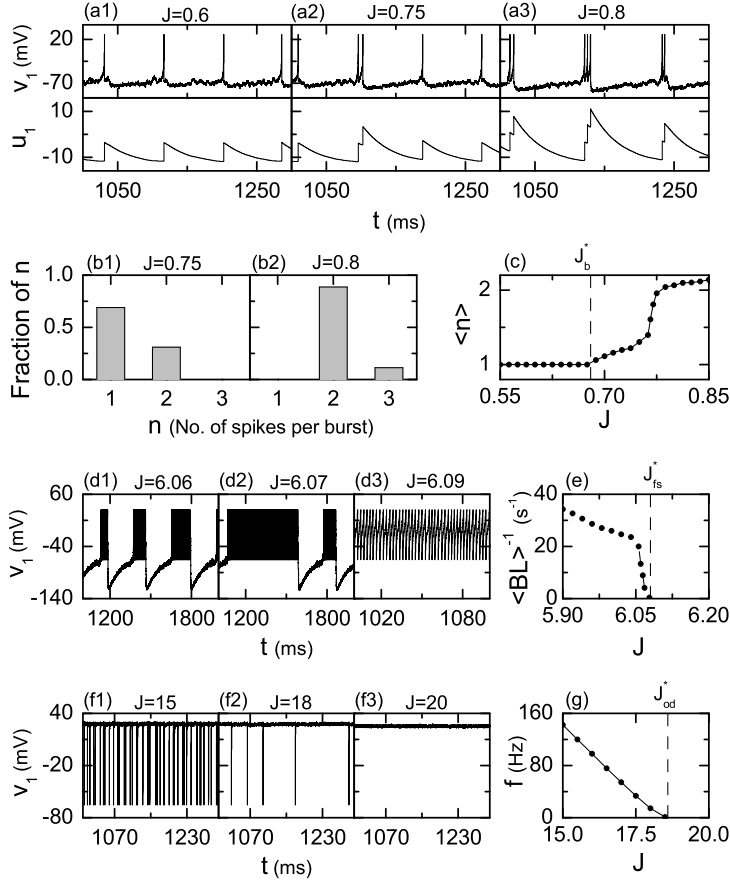 (a1) J=0.6 (a2) J=0.75 (a3) J=0.8
20
v1 (mV)
-70
10
u1
-10
1050 1250 1050 1250 1050 1250
t (ms)
(b1) J=0.75 (b2) J=0.8 (c) J*b
1.0
Fraction of n
0.5
0.0
1 2 3 1 2 3
n (No. of spikes per burst)
2
<n>
1
0.55 0.70 0.85
J
(d1) J=6.06 (d2) J=6.07 (d3) J=6.09 (e) J*fs
60
v1 (mV)
-40
-140
1200 1800 1200 1800 1020 1080
t (ms)
40
<BL>-1 (s-1)
20
0
5.90 6.05 6.20
J
(f1) J=15 (f2) J=18 (f3) J=20 (g) J*od
40
v1 (mV)
-20
-80
1070 1230 1070 1230 1070 1230
t (ms)
160
f (Hz)
80
0
15.0 17.5 20.0
J